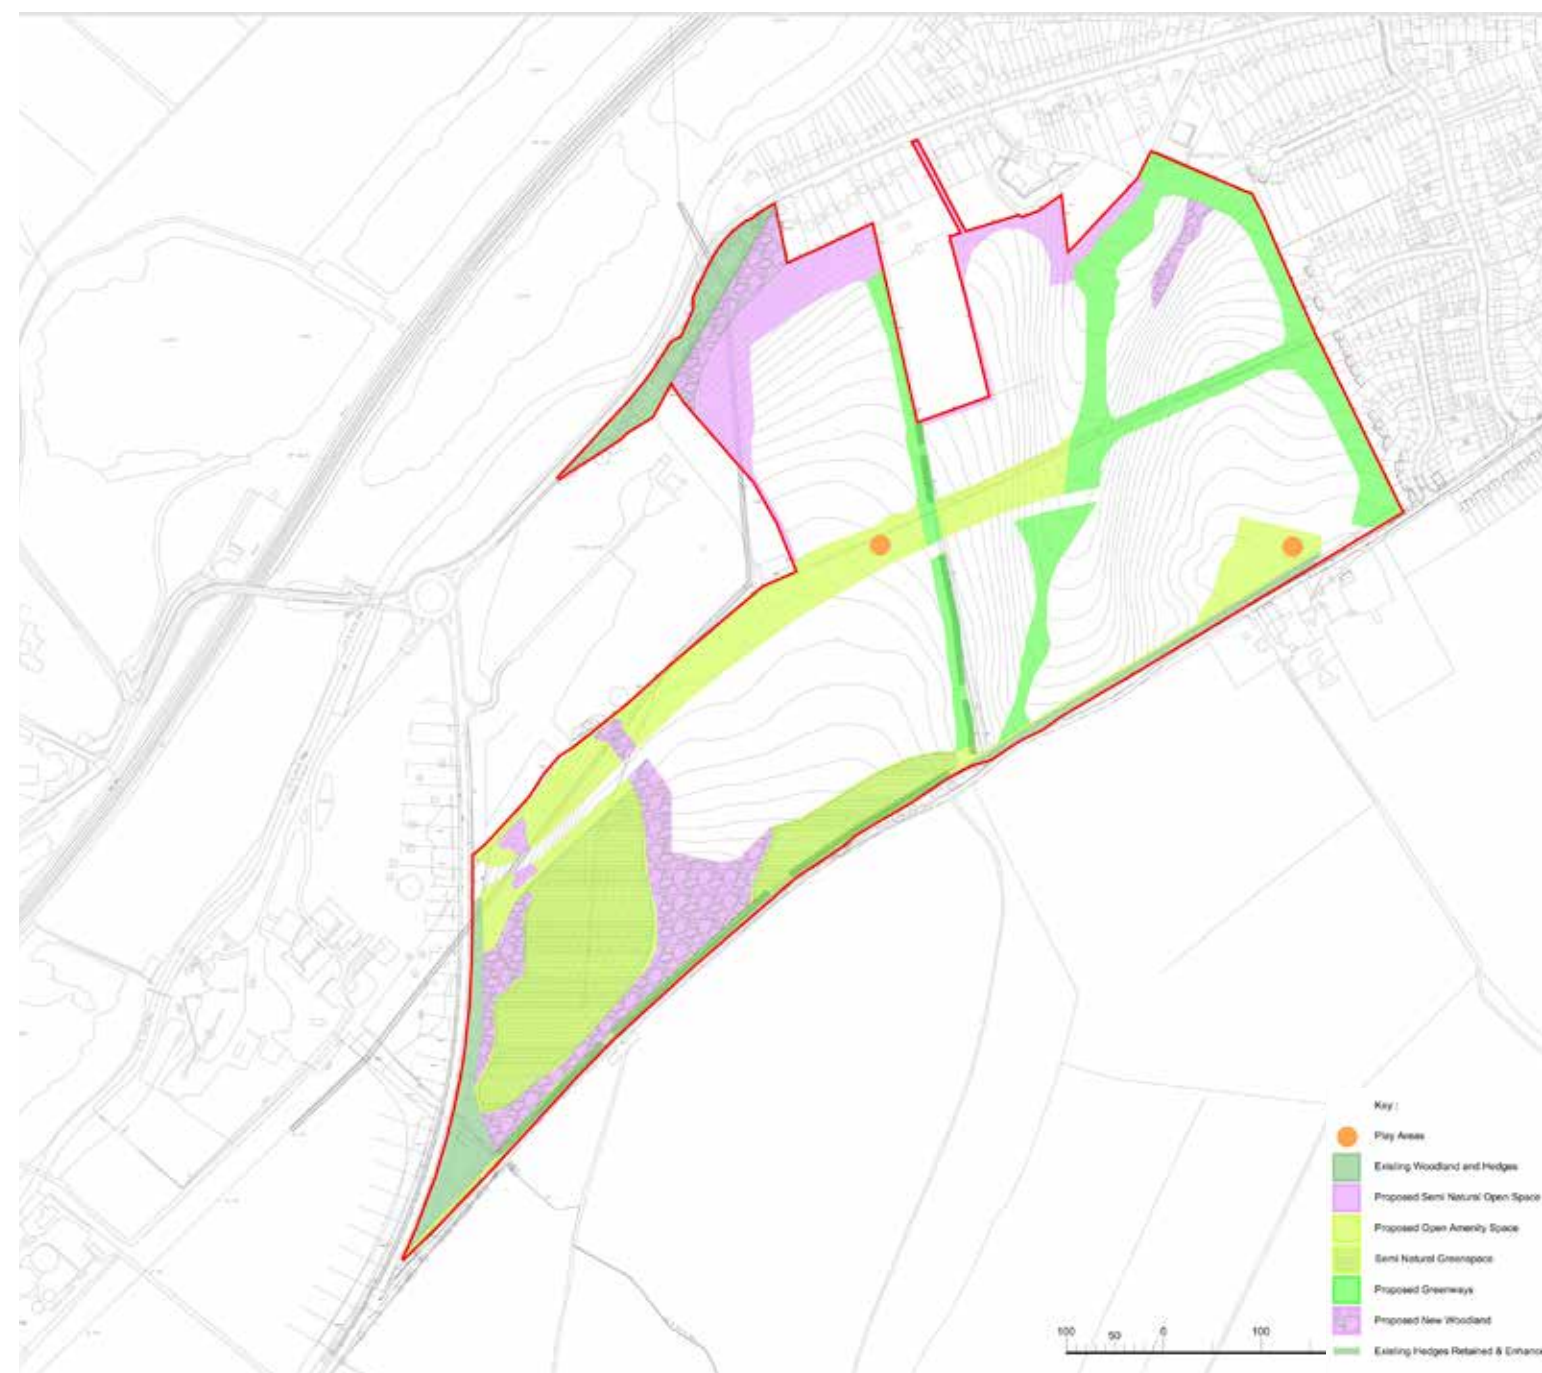 Key :
Play Areas
Existing Woodland and Hedges
Proposed Semi Natural Open Space
Proposed Open Amenity Space
Semi Natural Greenspace
Proposed Greenways
Proposed New Woodland
Existing Hedges Retained & Enhanc
100 50 0 100